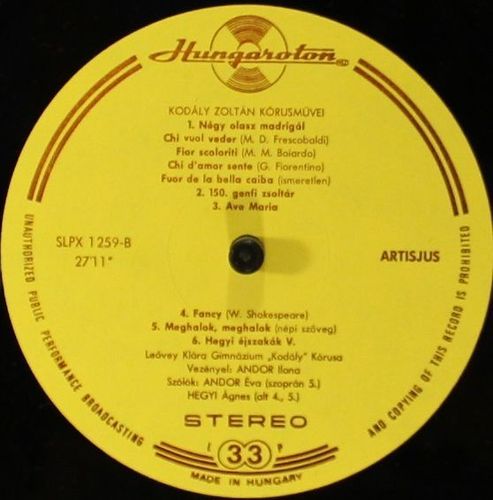 Hungaroton
KODÁLY ZOLTÁN KÓRUSMŰVEI
1. Négy olasz madrigál
Chi vuol veder (M. D. Frescobaldi)
Fior scoloriti (M. M. Boiardo)
Chi d'amor sente (G. Fiorentino)
Fuor de la bella caiba (ismeretlen)
2. 150. genfi zsoltár
3. Ave Maria
SLPX 1259-B
27'11"
ARTISJUS
4. Fancy (W. Shakespeare)
5. Meghalok, meghalok (népi szöveg)
6. Hegyi éjszakák V.
Leövey Klára Gimnázium „Kodály" Kórusa
Vezényel: ANDOR Ilona
Szólók: ANDOR Éva (szoprán 5.)
HEGYI Ágnes (alt 4., 5.)
STEREO
L 33 P
MADE IN HUNGARY
UNAUTHORIZED PUBLIC PERFORMANCE BROADCASTING
AND COPYING OF THIS RECORD IS PROHIBITED